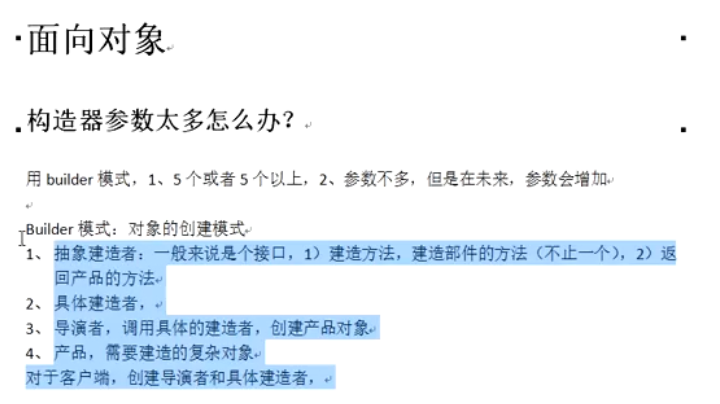 面向对象
构造器参数太多怎么办？
用 builder 模式，1、5 个或者 5 个以上，2、参数不多，但是在未来，参数会增加
Builder 模式：对象的创建模式
1、 抽象建造者：一般来说是个接口，1）建造方法，建造部件的方法（不止一个），2）返
回产品的方法
2、 具体建造者，
3、 导演者，调用具体的建造者，创建产品对象
4、 产品，需要建造的复杂对象
对于客户端，创建导演者和具体建造者，